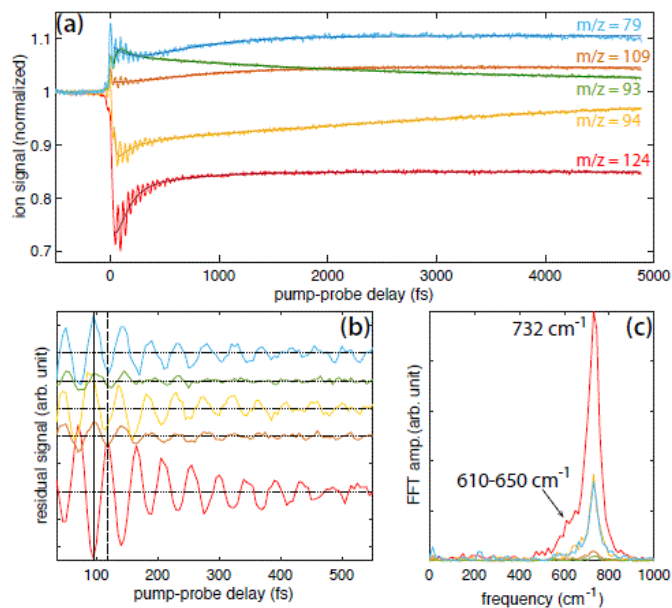 (a)
m/z = 79
m/z = 109
m/z = 93
m/z = 94
m/z = 124
ion signal (normalized)
1.1
1
0.9
0.8
0.7
0 1000 2000 3000 4000 5000
pump-probe delay (fs)
(b)
residual signal (arb. unit)
100 200 300 400 500
pump-probe delay (fs)
(c)
732 cm⁻¹
610-650 cm⁻¹
FFT amp.(arb. unit)
0 200 400 600 800 1000
frequency (cm⁻¹)